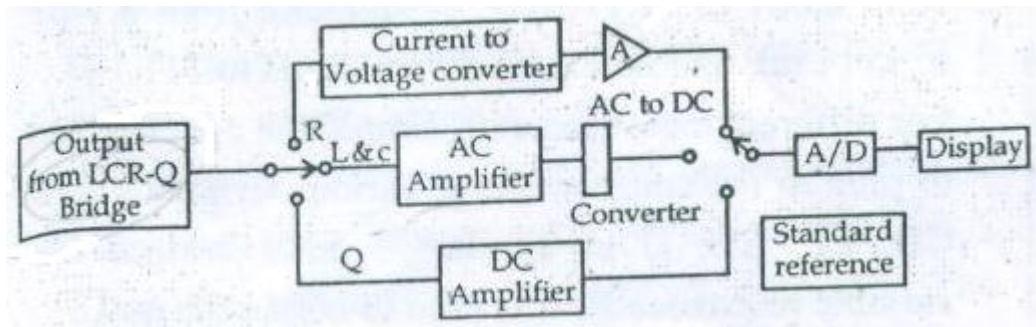 Current to
Voltage converter
A
AC to DC
R
Output
from LCR-Q
Bridge
L & c
AC
Amplifier
A/D
Display
Converter
Standard
reference
Q
DC
Amplifier